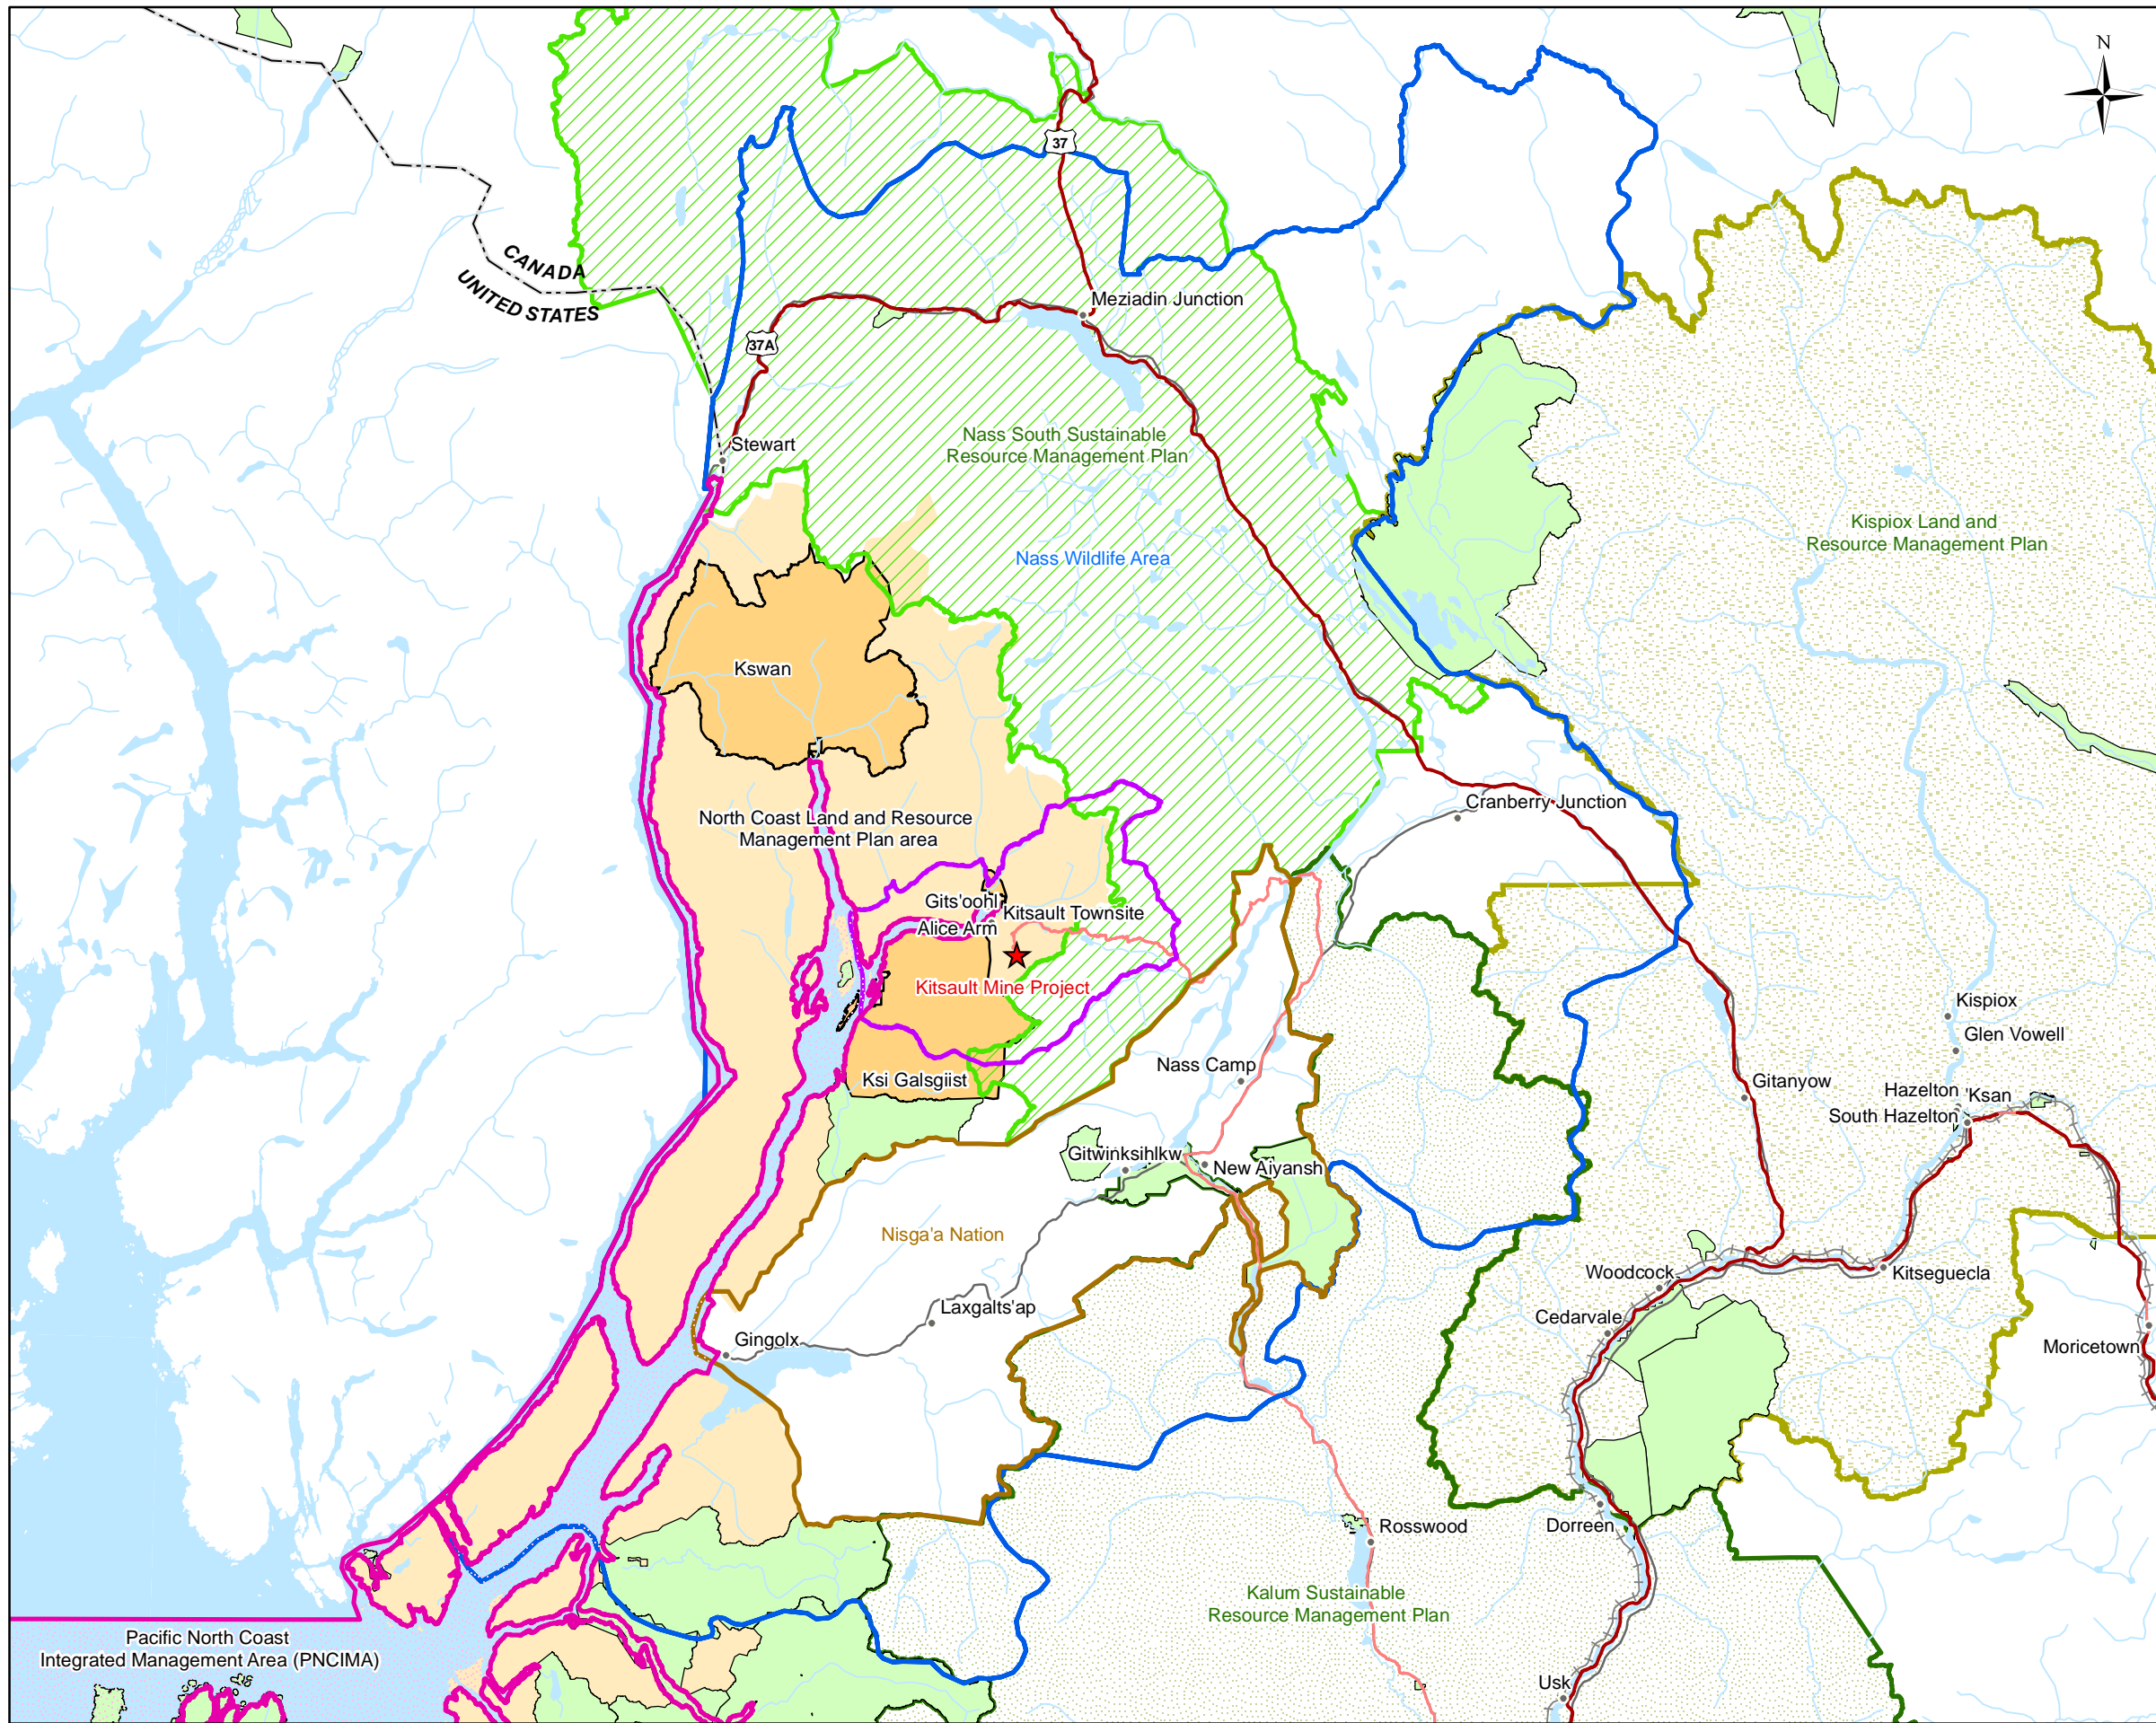 N
37
CANADA
UNITED STATES
Meziadin Junction
37A
Stewart
Nass South Sustainable
Resource Management Plan
Kispiox Land and
Resource Management Plan
Nass Wildlife Area
Kswan
Cranberry Junction
North Coast Land and Resource
Management Plan area
Gits'oohl
Kitsault Townsite
Alice Arm
Kitsault Mine Project
Kispiox
Glen Vowell
Nass Camp
Ksi Galsgiist
Gitanyow
Hazelton
'Ksan
South Hazelton
Gitwinksihlkw
New Aiyansh
Nisga'a Nation
Woodcock
Kitseguecla
Laxgalts'ap
Cedarvale
Gingolx
Moricetown
Rosswood
Dorreen
Kalum Sustainable
Resource Management Plan
Pacific North Coast
Integrated Management Area (PNCIMA)
Usk